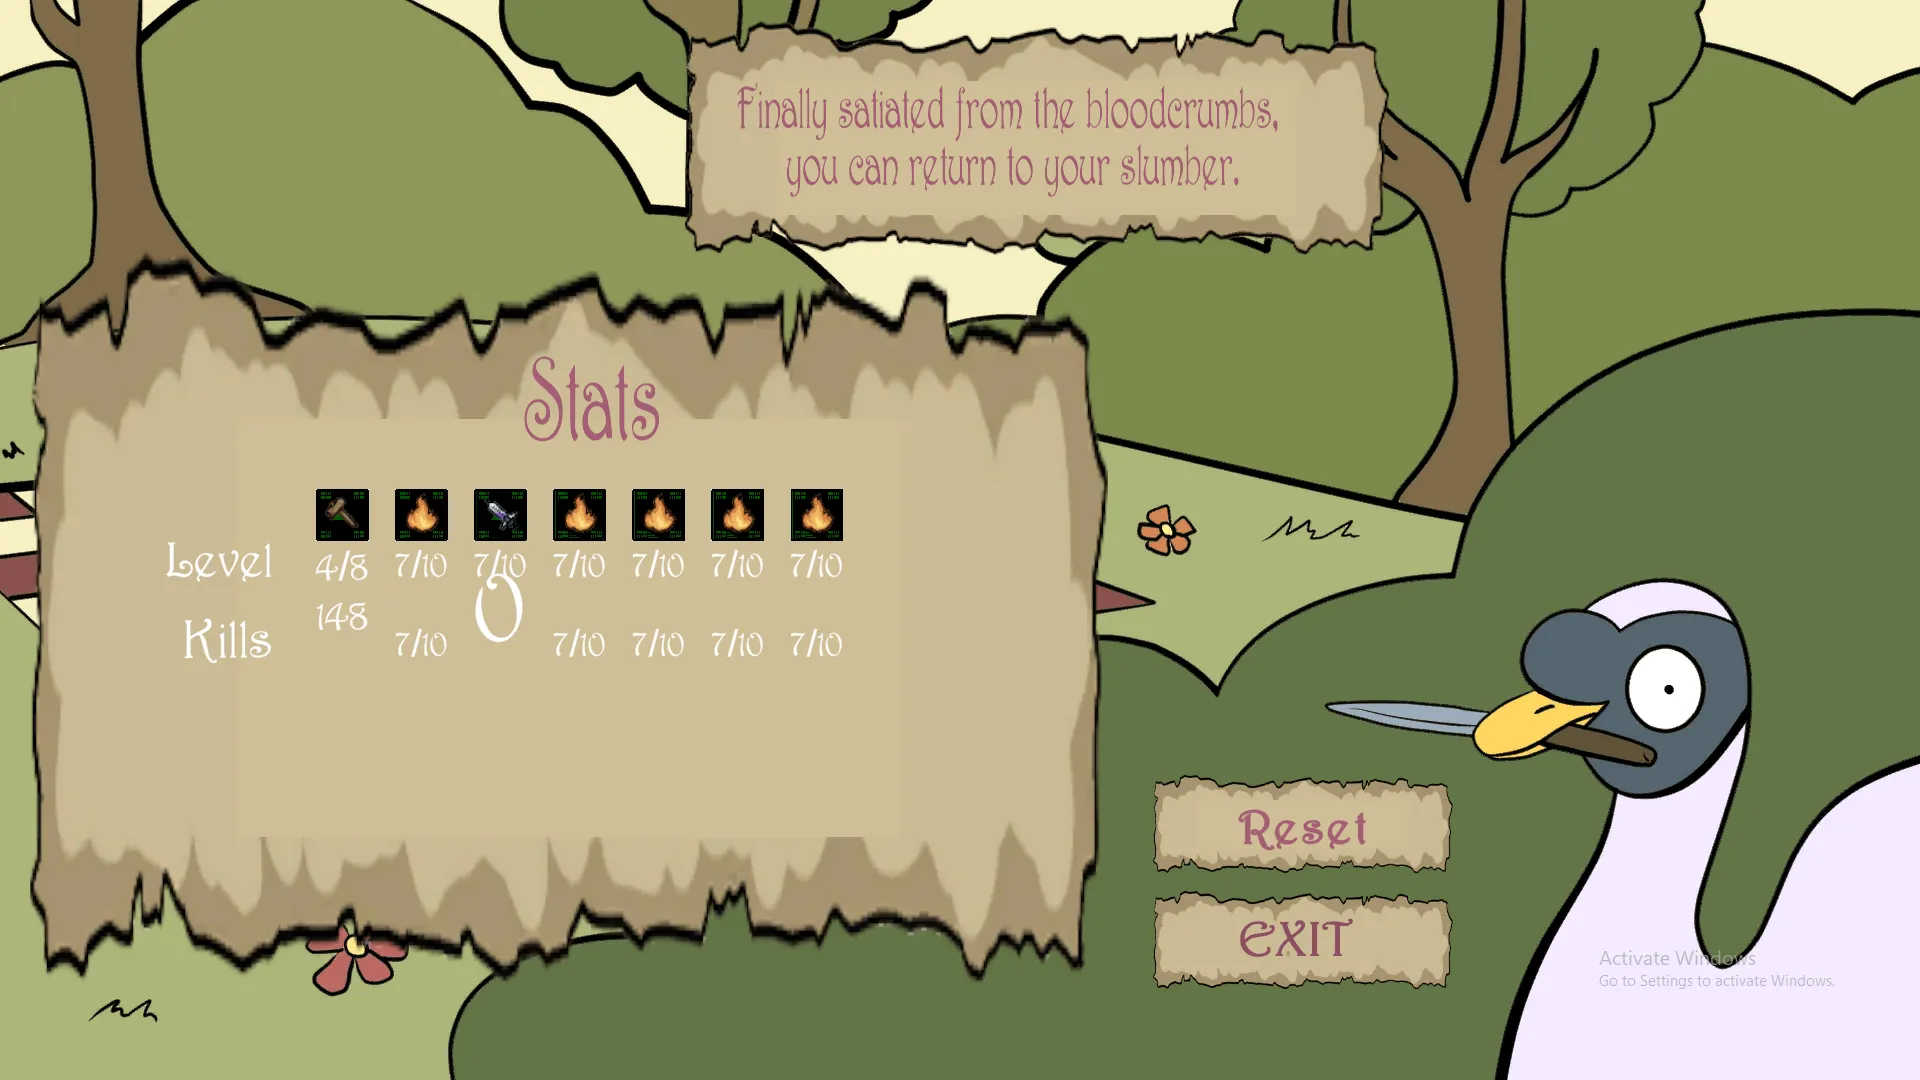 Finally satiated from the bloodcrumbs,
you can return to your slumber.
Stats
Level 4/8 7/10 7/10 7/10 7/10 7/10 7/10
Kills 148 7/10 0 7/10 7/10 7/10 7/10
Reset
EXIT
Activate Windows
Go to Settings to activate Windows.